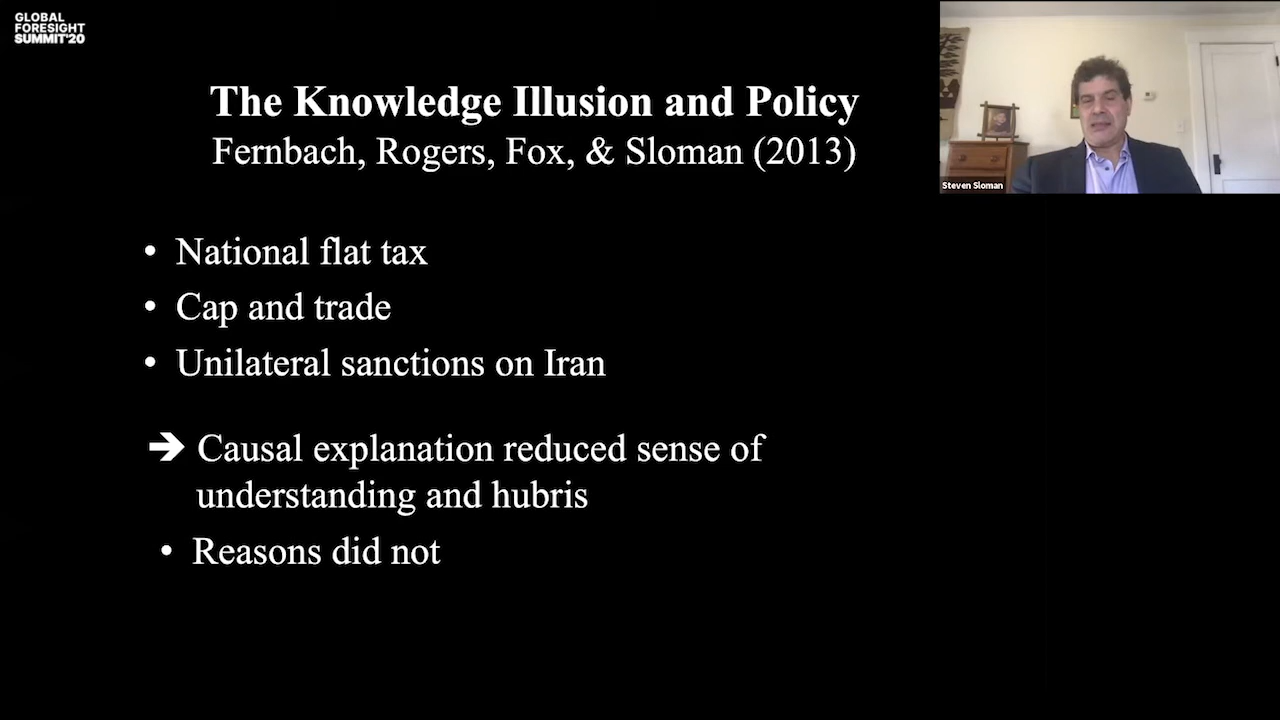 GLOBAL
FORESIGHT
SUMMIT'20
The Knowledge Illusion and Policy
Fernbach, Rogers, Fox, & Sloman (2013)
• National flat tax
• Cap and trade
• Unilateral sanctions on Iran
➔ Causal explanation reduced sense of
understanding and hubris
• Reasons did not
Steven Sloman